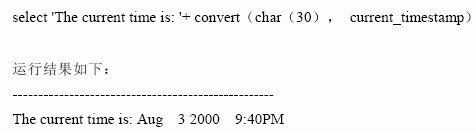 select 'The current time is: '+ convert（char（30）， current_timestamp）
运行结果如下：
---------------------------------------------------
The current time is: Aug  3 2000  9:40PM